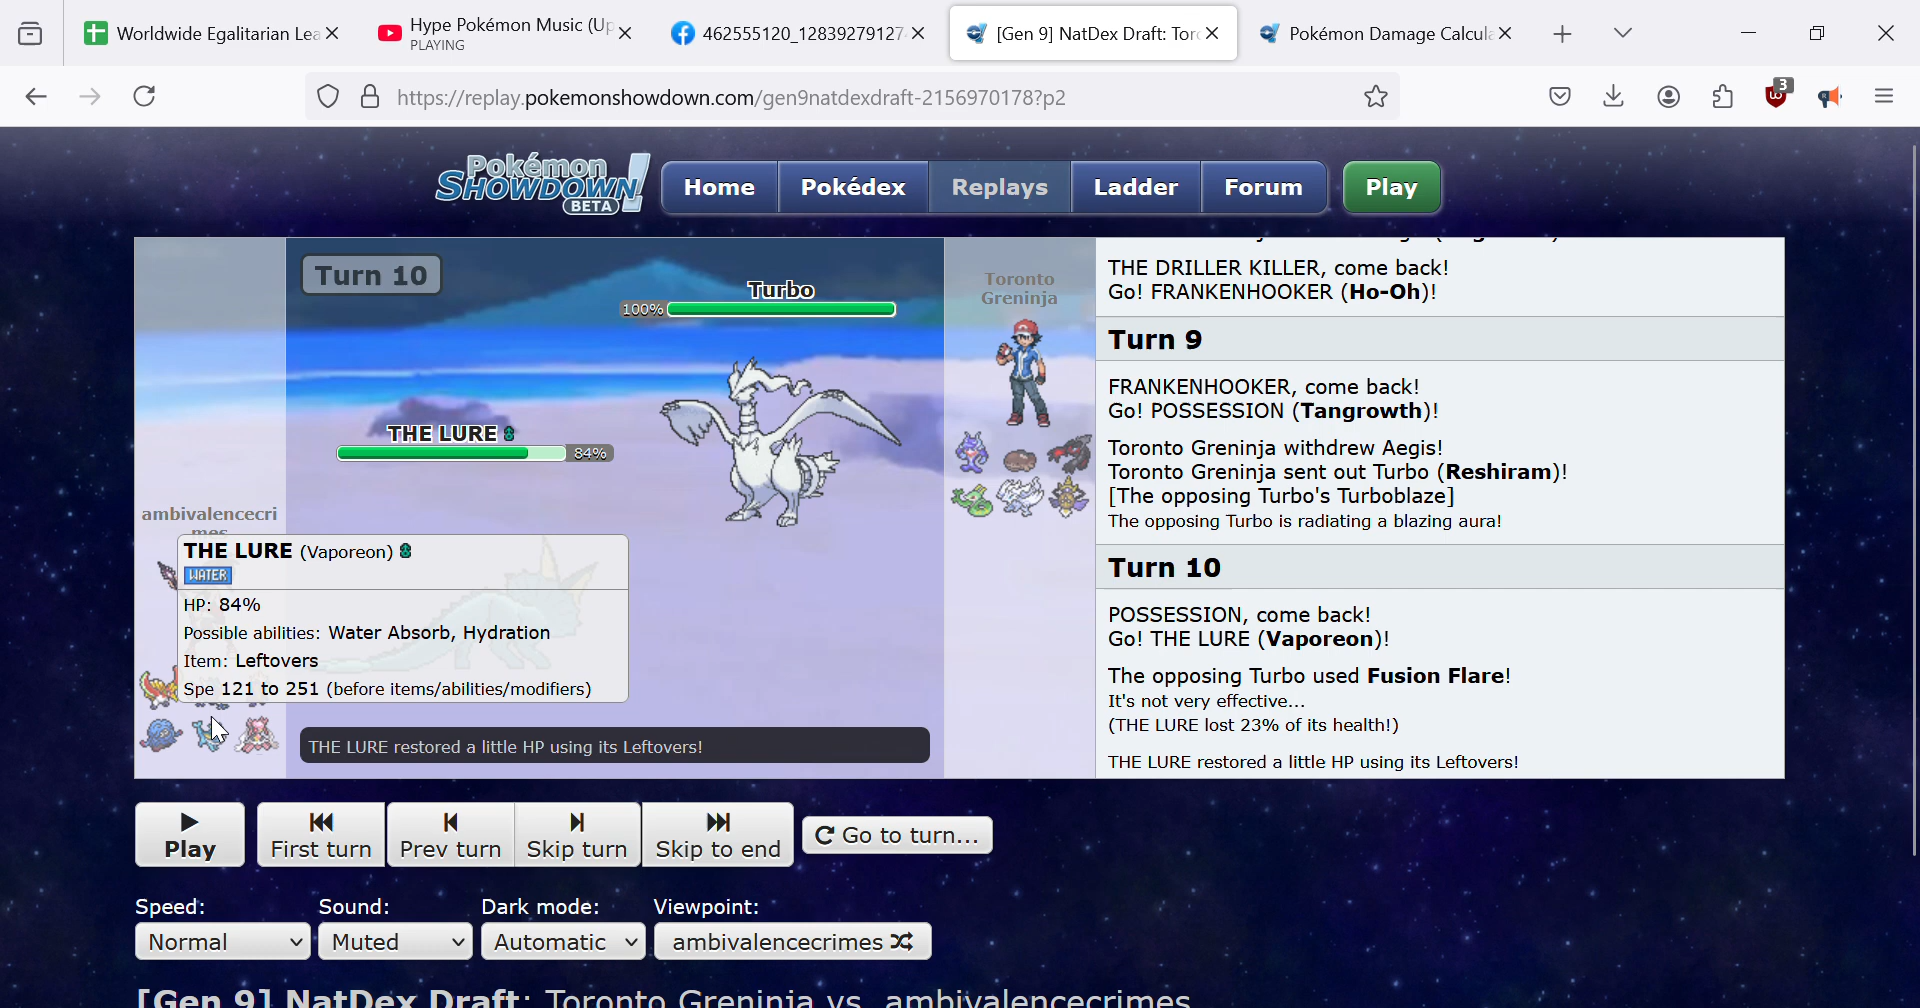 Worldwide Egalitarian Lea
Hype Pokémon Music (Up
PLAYING
462555120_12839279127
[Gen 9] NatDex Draft: Toro
Pokémon Damage Calcula
https://replay.pokemonshowdown.com/gen9natdexdraft-2156970178?p2
3
Pokémon
SHOWDOWN!
BETA
Home
Pokédex
Replays
Ladder
Forum
Play
Turn 10
Turbo
100%
THE LURE
84%
Toronto
Greninja
ambivalencecri
mes
THE LURE (Vaporeon)
WATER
HP: 84%
Possible abilities: Water Absorb, Hydration
Item: Leftovers
Spe 121 to 251 (before items/abilities/modifiers)
THE LURE restored a little HP using its Leftovers!
THE DRILLER KILLER, come back!
Go! FRANKENHOOKER (Ho-Oh)!
Turn 9
FRANKENHOOKER, come back!
Go! POSSESSION (Tangrowth)!
Toronto Greninja withdrew Aegis!
Toronto Greninja sent out Turbo (Reshiram)!
[The opposing Turbo's Turboblaze]
The opposing Turbo is radiating a blazing aura!
Turn 10
POSSESSION, come back!
Go! THE LURE (Vaporeon)!
The opposing Turbo used Fusion Flare!
It's not very effective...
(THE LURE lost 23% of its health!)
THE LURE restored a little HP using its Leftovers!
Play
First turn
Prev turn
Skip turn
Skip to end
Go to turn...
Speed:
Sound:
Dark mode:
Viewpoint:
Normal
Muted
Automatic
ambivalencecrimes
[Gen 9] NatDex Draft: Toronto Greninja vs. ambivalencecrimes